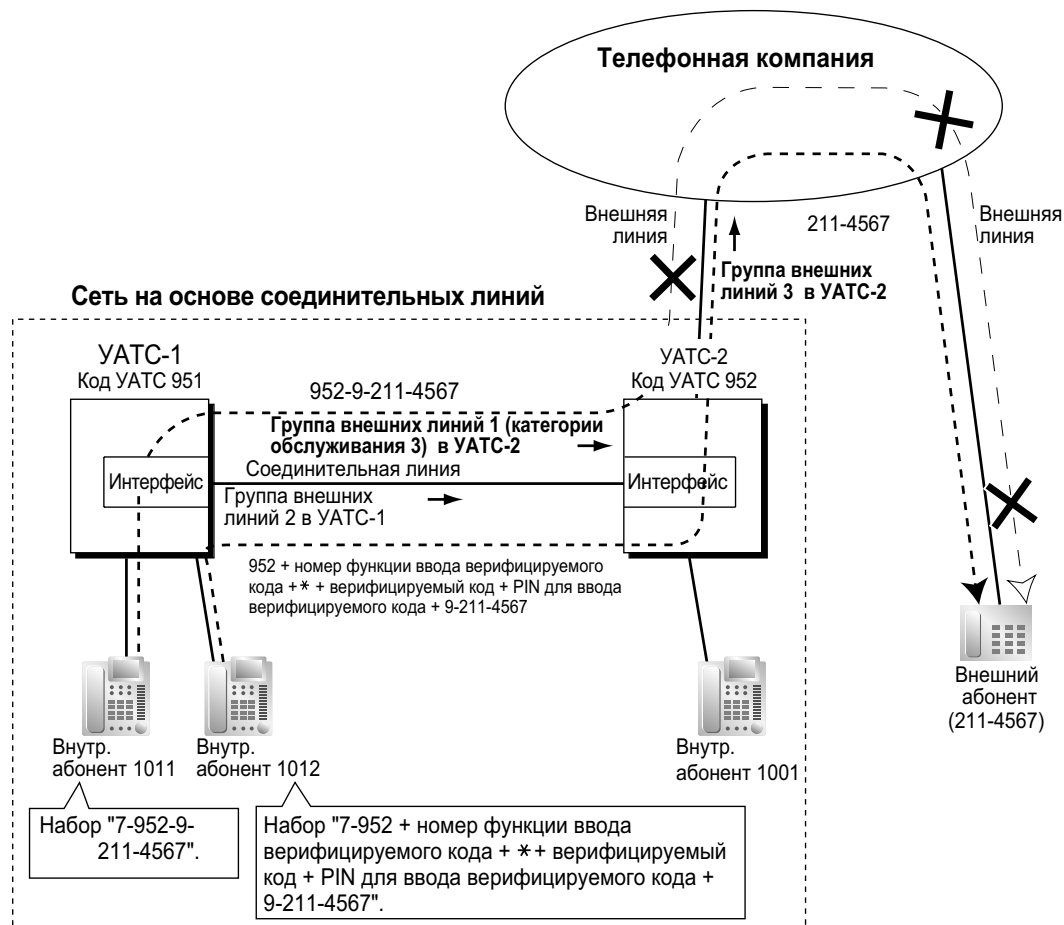 Телефонная компания
Внешняя
линия
211-4567
Внешняя
линия
Группа внешних
линий 3 в УАТС-2
Сеть на основе соединительных линий
УАТС-1
Код УАТС 951
УАТС-2
Код УАТС 952
952-9-211-4567
Группа внешних линий 1 (категории
обслуживания 3) в УАТС-2
Соединительная линия
Интерфейс
Интерфейс
Группа внешних
линий 2 в УАТС-1
952 + номер функции ввода верифицируемого
кода +* + верифицируемый код + PIN для ввода
верифицируемого кода + 9-211-4567
Внешний
абонент
(211-4567)
Внутр.
абонент 1011
Внутр.
абонент 1012
Внутр.
абонент 1001
Набор "7-952-9-
211-4567".
Набор "7-952 + номер функции ввода
верифицируемого кода + *+ верифицируемый
код + PIN для ввода верифицируемого кода +
9-211-4567".